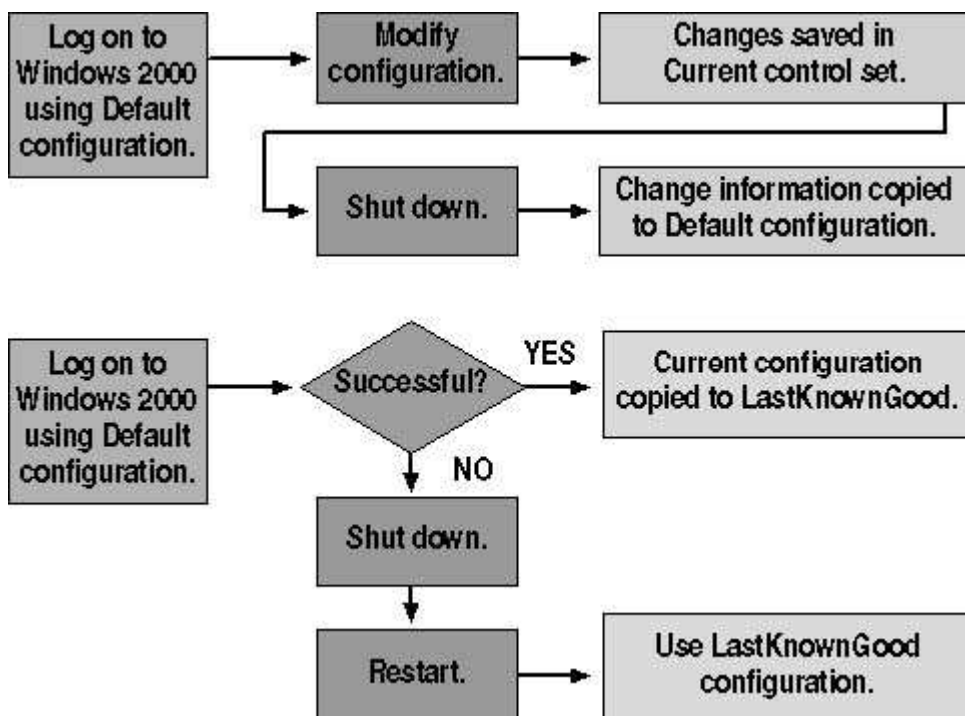 Log on to
Windows 2000
using Default
configuration.
Modify
configuration.
Changes saved in
Current control set.
Shut down.
Change information copied
to Default configuration.
Log on to
Windows 2000
using Default
configuration.
Successful?
YES
Current configuration
copied to LastKnownGood.
NO
Shut down.
Restart.
Use LastKnownGood
configuration.